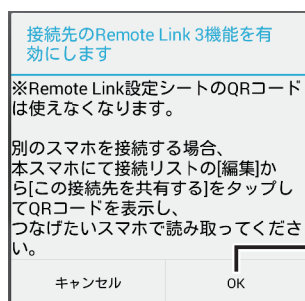 接続先のRemote Link 3機能を有
効にします
※Remote Link設定シートのQRコード
は使えなくなります。
別のスマホを接続する場合、
本スマホにて接続リストの[編集]か
ら[この接続先を共有する]をタップし
てQRコードを表示し、
つなげたいスマホで読み取ってくださ
い。
キャンセル
OK